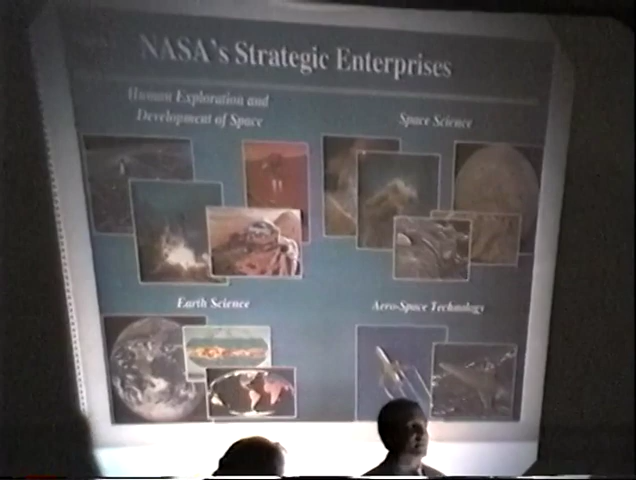 NASA's Strategic Enterprises
Human Exploration and
Development of Space
Space Science
Earth Science
Aero-Space Technology